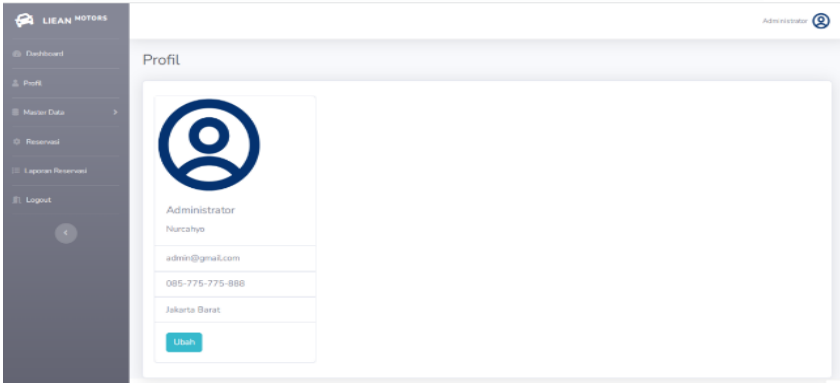 LIEAN MOTORS
Administrator
Dashboard
Profil
Master Data
Reservasi
Laporan Reservasi
Logout
Profil
Administrator
Nurcahyo
admin@gmail.com
085-775-775-888
Jakarta Barat
Ubah